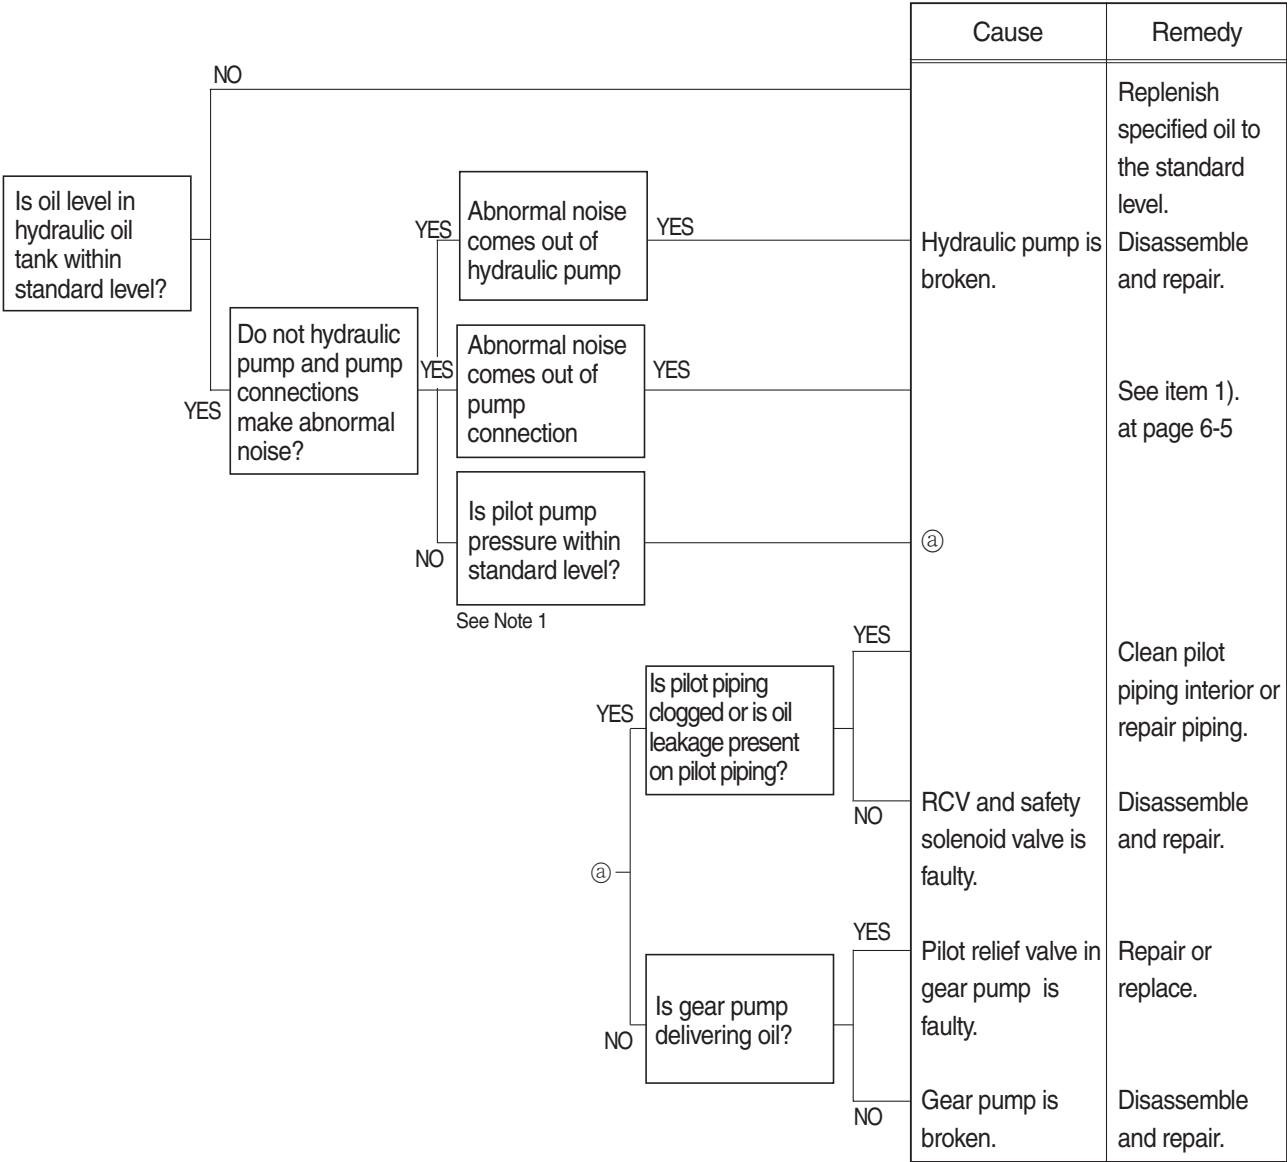 Cause
Remedy
NO
Replenish
specified oil to
the standard
level.
Is oil level in
hydraulic oil
tank within
standard level?
YES
Abnormal noise
comes out of
hydraulic pump
YES
Hydraulic pump is
broken.
Disassemble
and repair.
YES
Do not hydraulic
pump and pump
connections
make abnormal
noise?
YES
Abnormal noise
comes out of
pump
connection
YES
See item 1).
at page 6-5
NO
Is pilot pump
pressure within
standard level?
ⓐ
See Note 1
ⓐ
YES
Is pilot piping
clogged or is oil
leakage present
on pilot piping?
YES
Clean pilot
piping interior or
repair piping.
NO
RCV and safety
solenoid valve is
faulty.
Disassemble
and repair.
NO
Is gear pump
delivering oil?
YES
Pilot relief valve in
gear pump is
faulty.
Repair or
replace.
NO
Gear pump is
broken.
Disassemble
and repair.